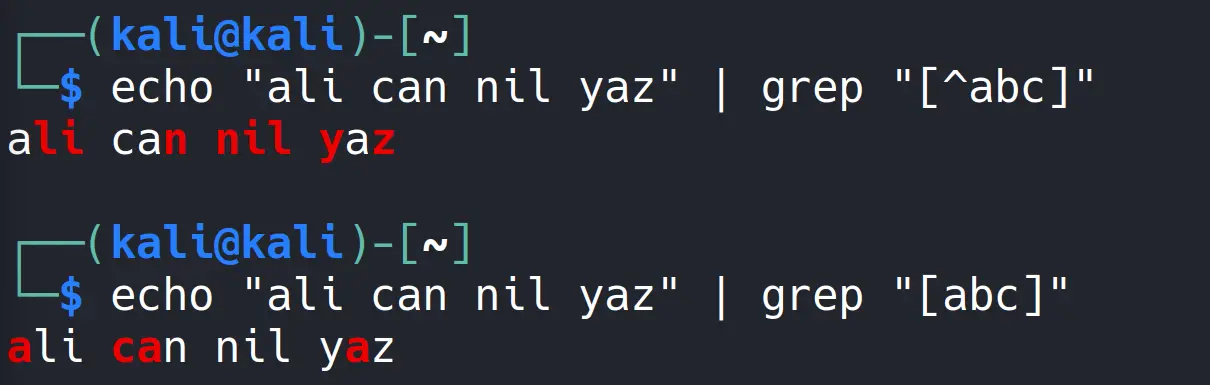 ┌──(kali@kali)-[~]
└─$ echo "ali can nil yaz" | grep "[^abc]"
ali can nil yaz
┌──(kali@kali)-[~]
└─$ echo "ali can nil yaz" | grep "[abc]"
ali can nil yaz